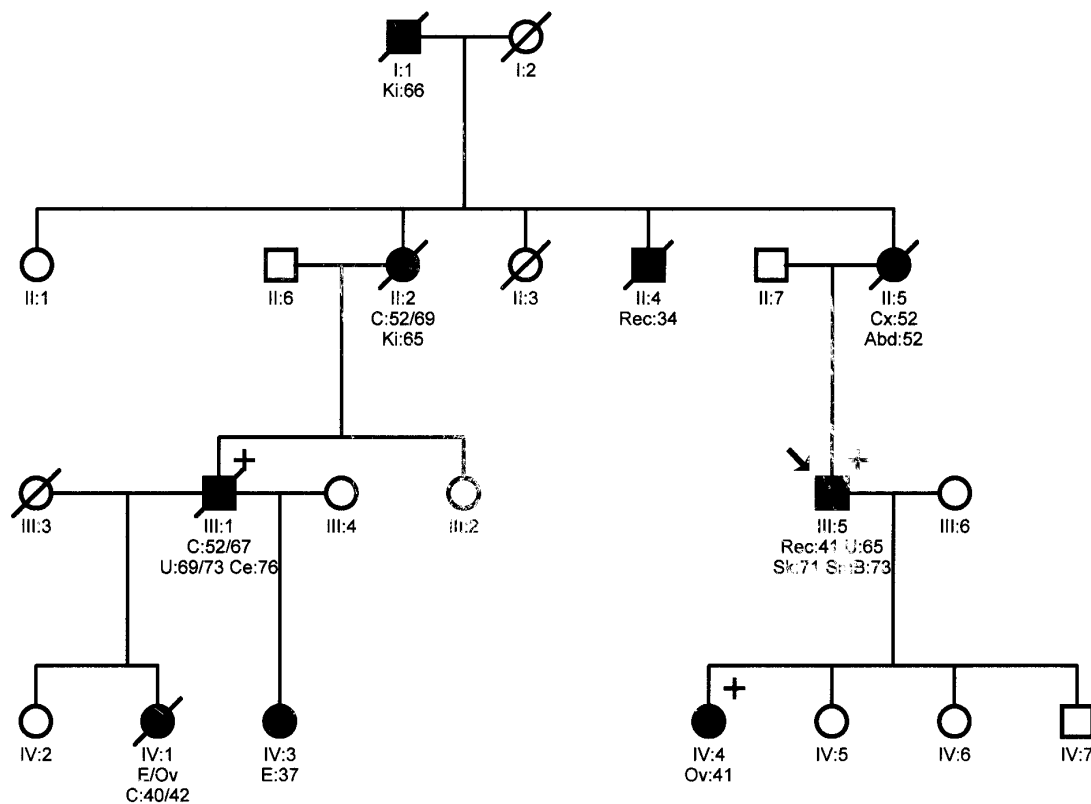 I:1
I:2
Ki:66
II:1
II:6
II:2
II:3
II:4
II:7
II:5
C:52/69
Rec:34
Cx:52
Ki:65
Abd:52
+
+
III:3
III:1
III:4
III:2
III:5
III:6
C:52/67
Rec:41 U:65
U:69/73 Ce:76
Sk:71 SmB:73
+
IV:2
IV:1
IV:3
IV:4
IV:5
IV:6
IV:7
E/Ov
E:37
Ov:41
C:40/42